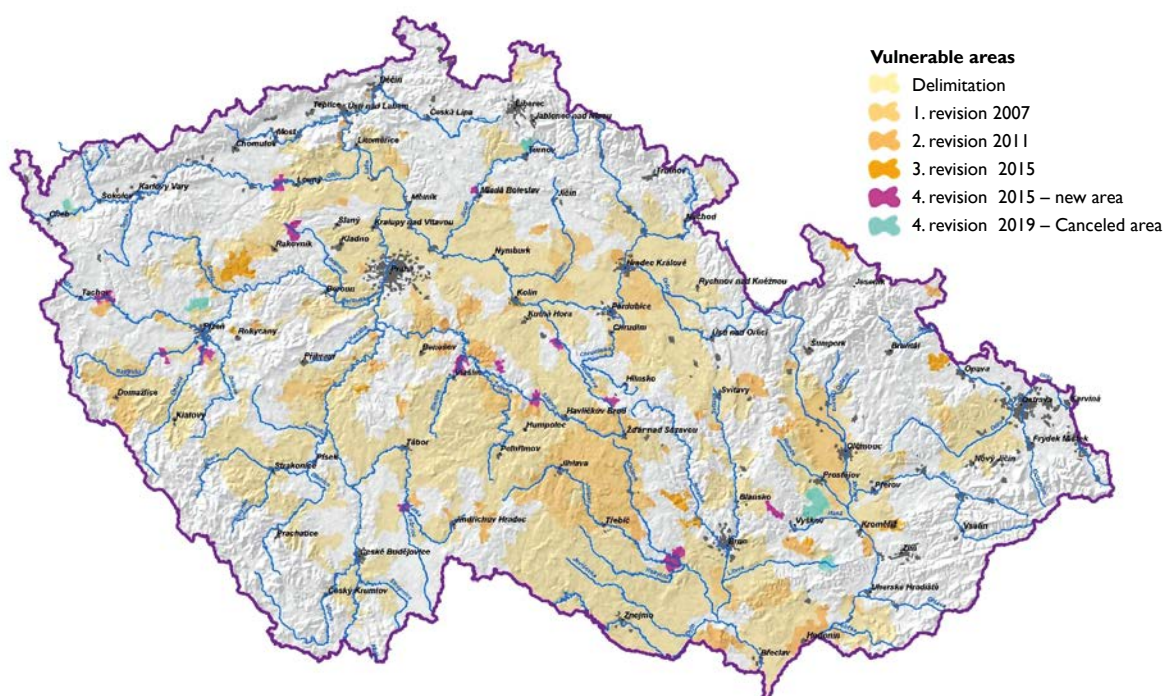 Vulnerable areas
Delimitation
1. revision 2007
2. revision 2011
3. revision 2015
4. revision 2015 – new area
4. revision 2019 – Canceled area
Děčín
Teplice
Ústí nad Labem
Česká Lípa
Liberec
Jablonec nad Nisou
Most
Chomutov
Litoměřice
Turnov
Trutnov
Karlovy Vary
Sokolov
Louny
Mladá Boleslav
Jičín
Cheb
Mělník
Náchod
Slaný
Kralupy nad Vltavou
Rakovník
Kladno
Nymburk
Praha
Hradec Králové
Jeseník
Rychnov nad Kněžnou
Tachov
Beroun
Kolín
Pardubice
Kutná Hora
Plzeň
Rokycany
Chrudim
Ústí nad Orlicí
Šumperk
Bruntál
Příbram
Benešov
Opava
Vlašim
Hlinsko
Domažlice
Svitavy
Ostrava
Karviná
Klatovy
Havlíčkův Brod
Humpolec
Žďár nad Sázavou
Frýdek Místek
Tábor
Olomouc
Písek
Pelhřimov
Nový Jičín
Strakonice
Jihlava
Prostějov
Přerov
Blansko
Třebíč
Vyškov
Kroměříž
Vsetín
Jindřichův Hradec
Prachatice
Brno
Zlín
České Budějovice
Český Krumlov
Uherské Hradiště
Znojmo
Hodonín
Břeclav